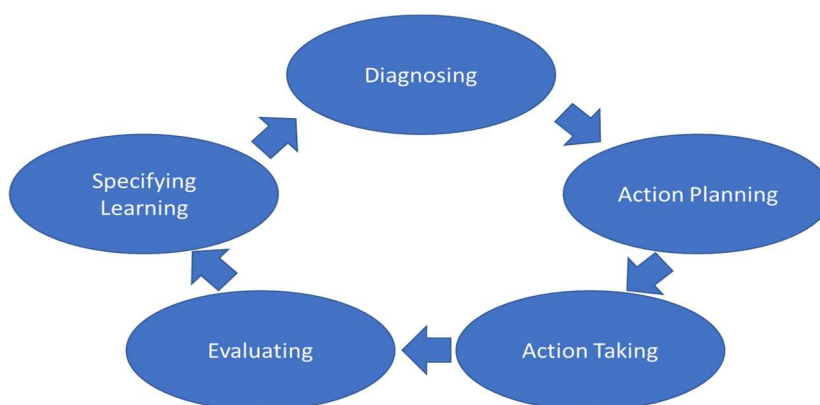 Diagnosing
Action Planning
Action Taking
Evaluating
Specifying
Learning